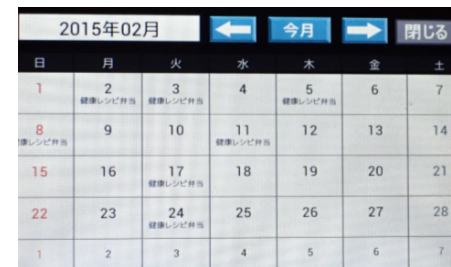 2015年02月 今月 閉じる
日 月 火 水 木 金 土
1 2 3 4 5 6 7
健康レシピ弁当 健康レシピ弁当 健康レシピ弁当
8 9 10 11 12 13 14
康レシピ弁当 健康レシピ弁当
15 16 17 18 19 20 21
健康レシピ弁当
22 23 24 25 26 27 28
健康レシピ弁当
1 2 3 4 5 6 7